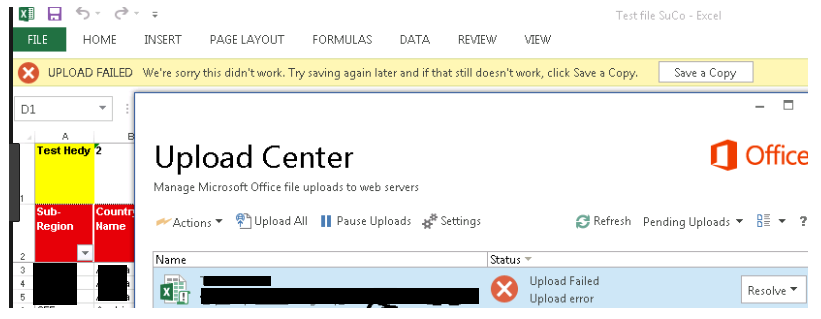 Test file SuCo - Excel
FILE HOME INSERT PAGE LAYOUT FORMULAS DATA REVIEW VIEW
UPLOAD FAILED We're sorry this didn't work. Try saving again later and if that still doesn't work, click Save a Copy. Save a Copy
D1
A B
Test Hedy 2
1
Sub-Region
Country Name
2
3
4
5
Upload Center
Office
Manage Microsoft Office file uploads to web servers
Actions Upload All Pause Uploads Settings Refresh Pending Uploads ?
Name Status
Upload Failed
Upload error
Resolve